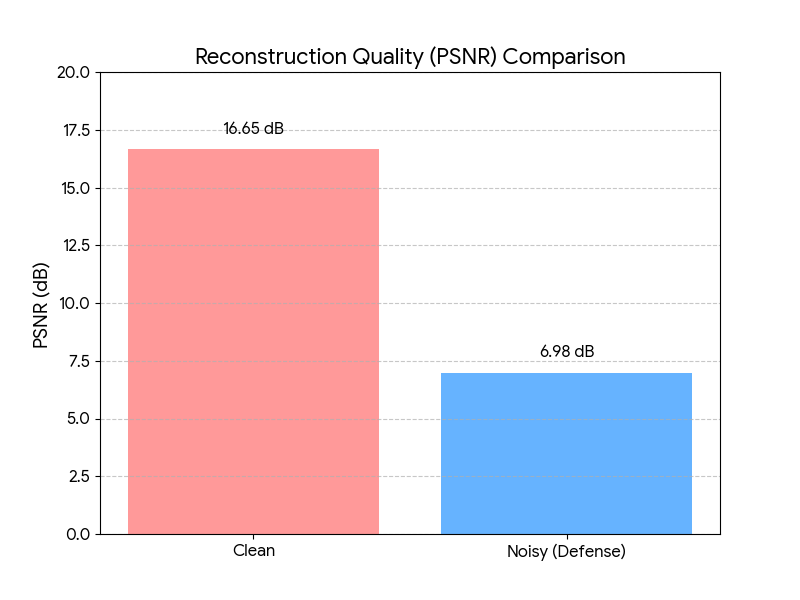 Reconstruction Quality (PSNR) Comparison
20.0
17.5
15.0
12.5
10.0
7.5
5.0
2.5
0.0
PSNR (dB)
16.65 dB
6.98 dB
Clean
Noisy (Defense)